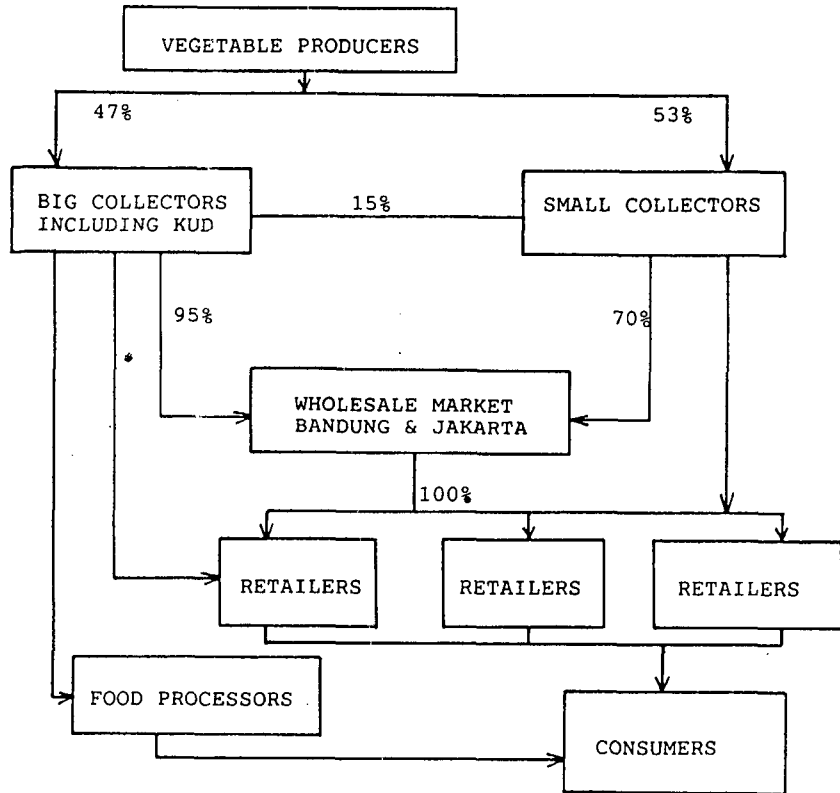 VEGETABLE PRODUCERS
47%
53%
BIG COLLECTORS
INCLUDING KUD
15%
SMALL COLLECTORS
95%
70%
*
WHOLESALE MARKET
BANDUNG & JAKARTA
100%
RETAILERS
RETAILERS
RETAILERS
FOOD PROCESSORS
CONSUMERS